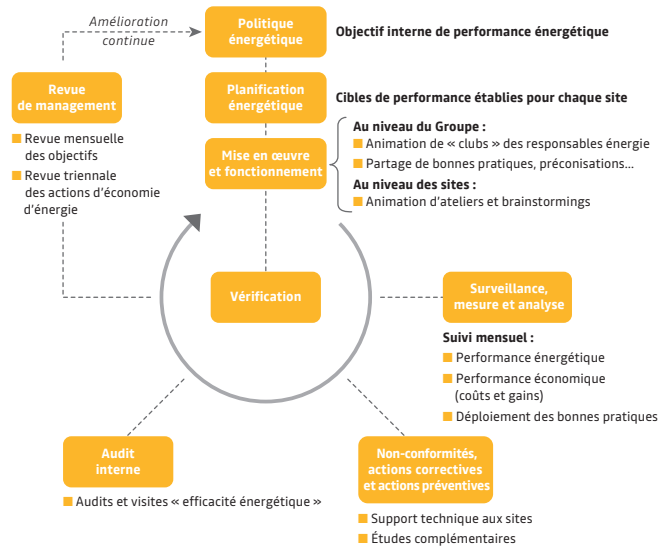 Amélioration
continue
Politique
énergétique
Objectif interne de performance énergétique
Revue
de management
■ Revue mensuelle
des objectifs
■ Revue triennale
des actions d’économie
d’énergie
Planification
énergétique
Cibles de performance établies pour chaque site
Mise en œuvre
et fonctionnement
Au niveau du Groupe :
■ Animation de « clubs » des responsables énergie
■ Partage de bonnes pratiques, préconisations...
Au niveau des sites :
■ Animation d’ateliers et brainstormings
Vérification
Surveillance,
mesure et analyse
Suivi mensuel :
■ Performance énergétique
■ Performance économique
(coûts et gains)
■ Déploiement des bonnes pratiques
Audit
interne
■ Audits et visites « efficacité énergétique »
Non-conformités,
actions correctives
et actions préventives
■ Support technique aux sites
■ Études complémentaires